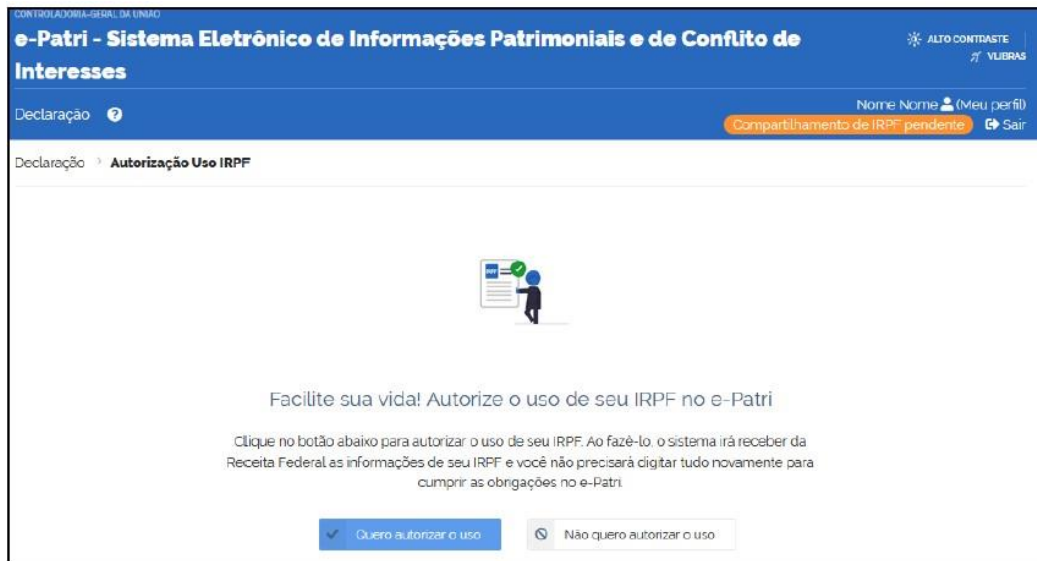 CONTROLADORIA-GERAL DA UNIÃO
e-Patri - Sistema Eletrônico de Informações Patrimoniais e de Conflito de
Interesses
ALTO CONTRASTE
VLIBRAS
Declaração ?
Nome Nome (Meu perfil)
Compartilhamento de IRPF pendente Sair
Declaração > Autorização Uso IRPF
IRPF
Facilite sua vida! Autorize o uso de seu IRPF no e-Patri
Clique no botão abaixo para autorizar o uso de seu IRPF. Ao fazê-lo, o sistema irá receber da
Receita Federal as informações de seu IRPF e você não precisará digitar tudo novamente para
cumprir as obrigações no e-Patri.
Quero autorizar o uso
Não quero autorizar o uso